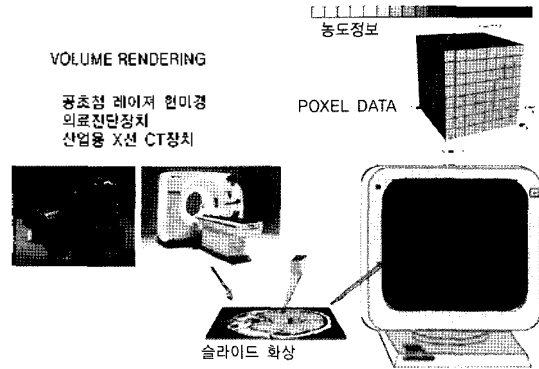 농도정보
VOLUME RENDERING
공초점 레이져 현미경
의료진단장치
산업용 X선 CT장치
POXEL DATA
슬라이드 화상